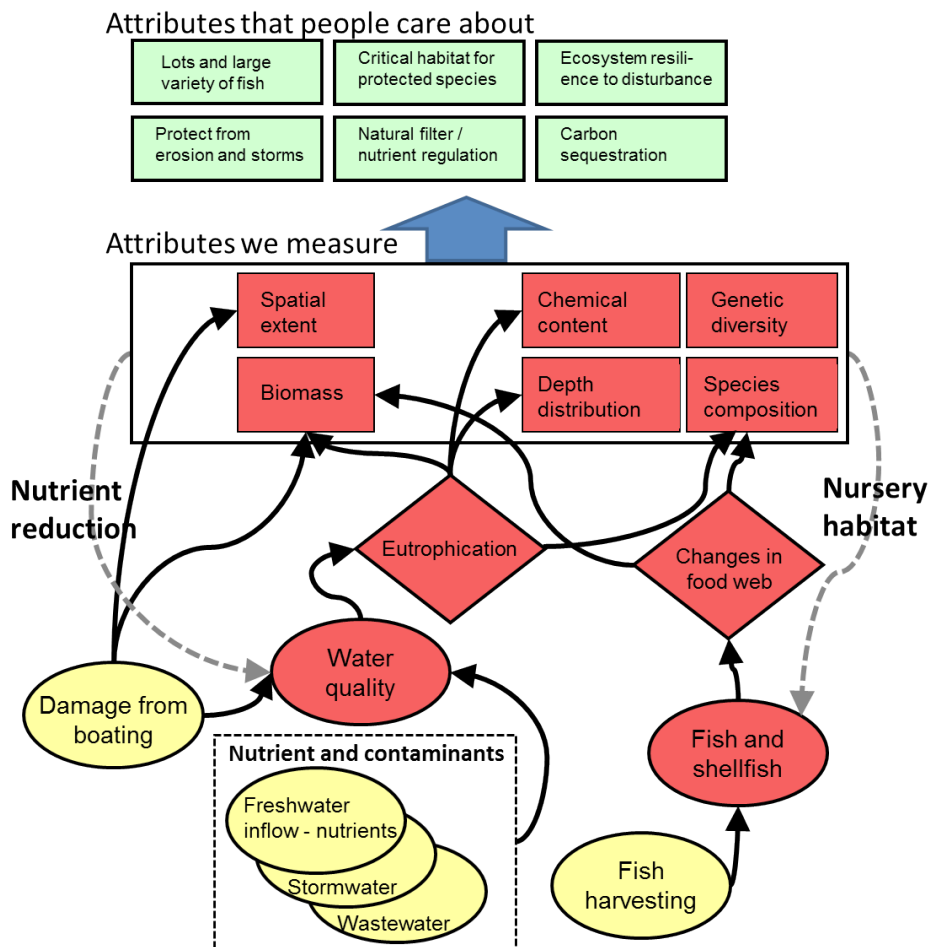 Attributes that people care about
Lots and large
variety of fish
Critical habitat for
protected species
Ecosystem resili-
ence to disturbance
Protect from
erosion and storms
Natural filter /
nutrient regulation
Carbon
sequestration
Attributes we measure
Spatial
extent
Chemical
content
Genetic
diversity
Biomass
Depth
distribution
Species
composition
Nutrient
reduction
Nursery
habitat
Eutrophication
Changes in
food web
Water
quality
Damage from
boating
Fish and
shellfish
Nutrient and contaminants
Freshwater
inflow - nutrients
Stormwater
Wastewater
Fish
harvesting